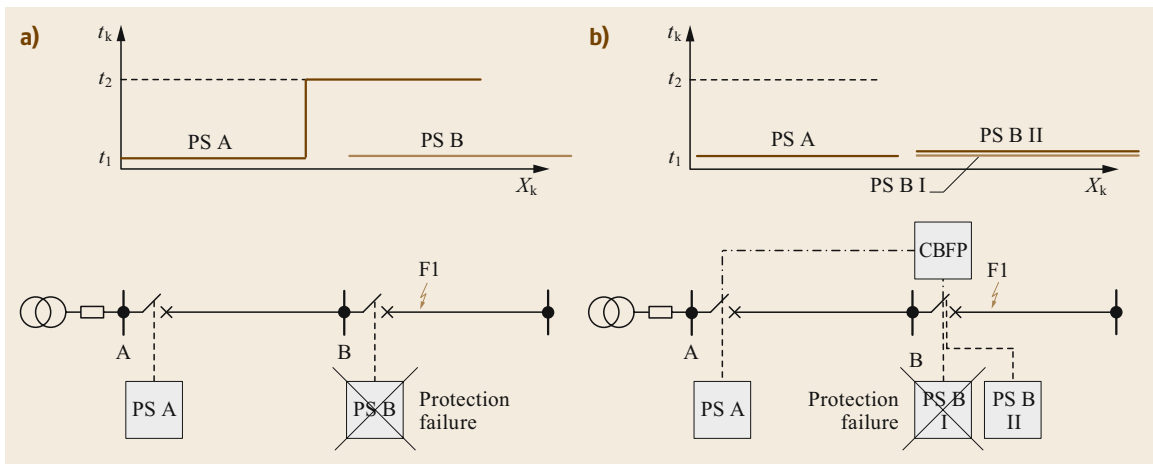 a)
tk
t2
PS A
PS B
t1
Xk
F1
A
B
PS A
PS B
Protection
failure
b)
tk
t2
PS A
PS B II
t1
PS B I
Xk
CBFP
F1
A
B
PS A
Protection
failure
PS B
I
PS B
II